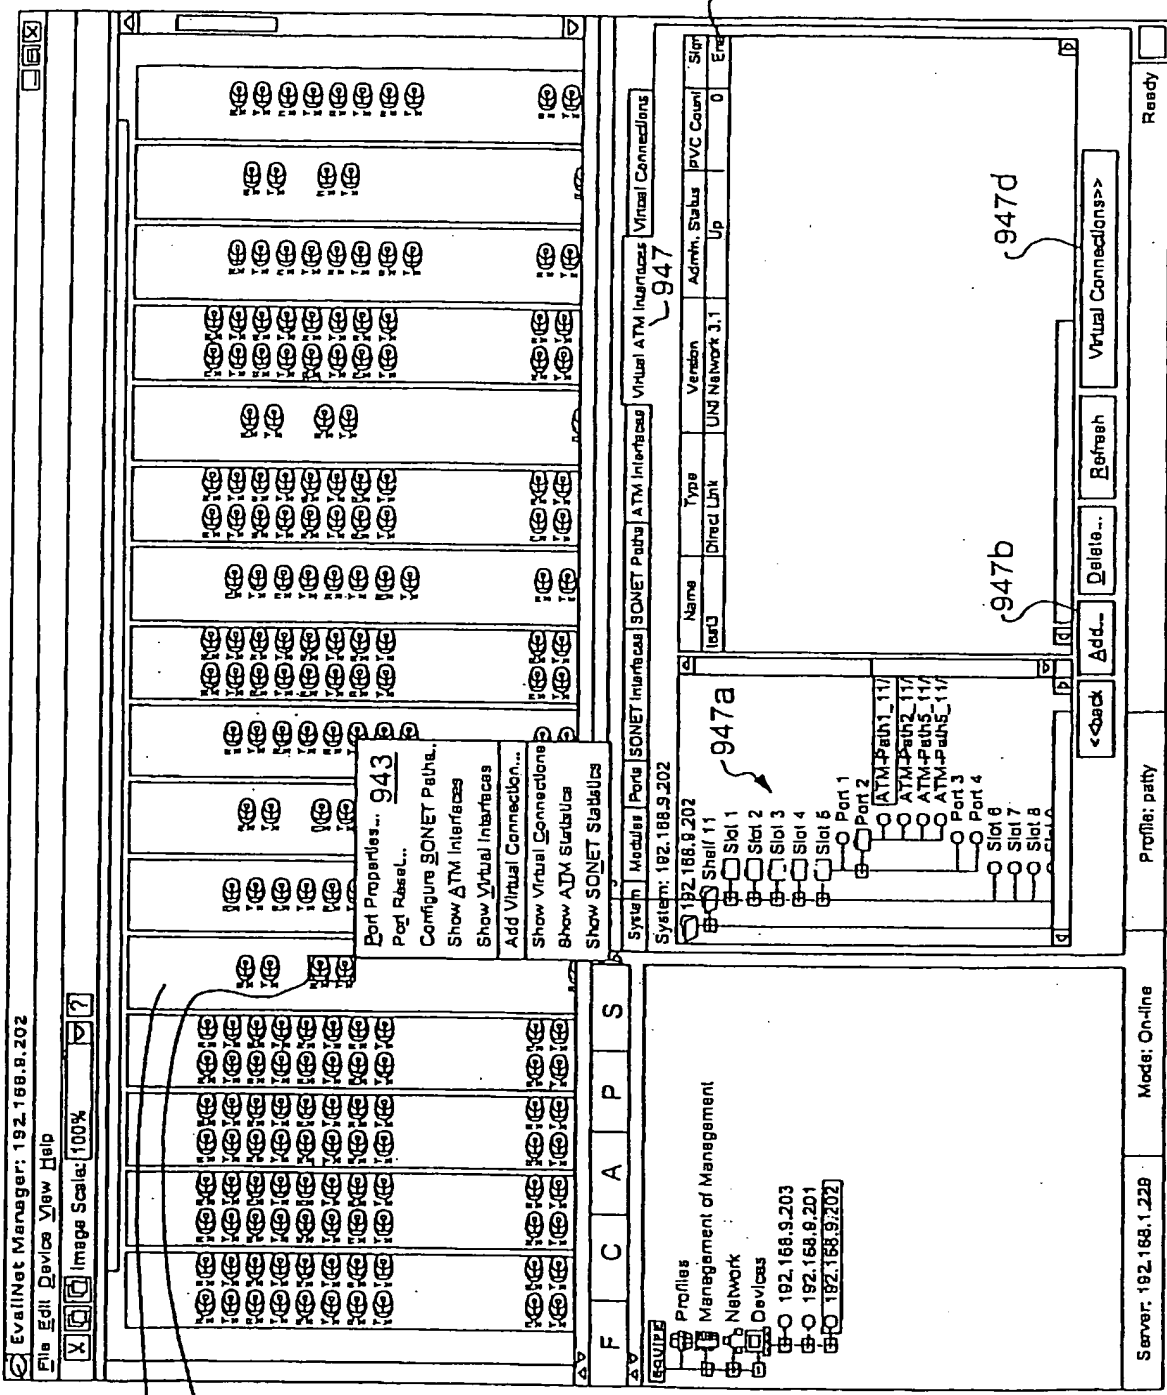 EvallNet Manager: 192.168.9.202
File Edit Device View Help
Image Scale: 100%
?
Port Properties... 943
Port Reset...
Configure SONET Paths...
Show ATM Interfaces
Show Virtual Interfaces
Add Virtual Connection...
Show Virtual Connections
Show ATM Statistics
Show SONET Statistics
F C A P S
Profiles
Management of Management
Network
Devices
192.168.9.203
192.168.9.201
192.168.9.202
System Modules Ports SONET Interfaces SONET Paths ATM Interfaces Virtual ATM Interfaces Virtual Connections
947
System: 192.168.9.202
192.168.9.202
Shelf 11
Slot 1
Slot 2
Slot 3
Slot 4
Slot 5
Port 1
Port 2
ATM-Path1_11/
ATM-Path2_11/
ATM-Path5_11/
ATM-Path5_11/
Port 3
Port 4
Slot 6
Slot 7
Slot 8
947a
Name Type Version Admin. Status PVC Count Sign
test3 Direct Link UNI Network 3.1 Up 0 Ena
947b
947d
<<back Add... Delete... Refresh Virtual Connections>>
Server: 192.168.1.229 Mode: On-line Profile: patty Ready